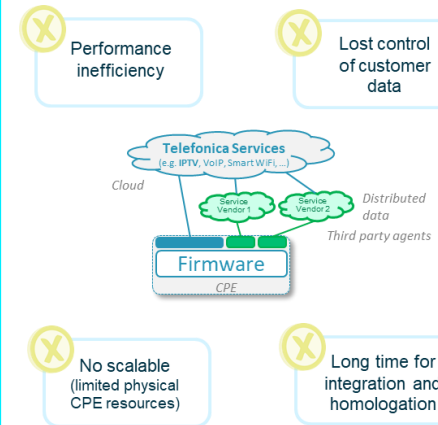 Performance
inefficiency
Lost control
of customer
data
Telefonica Services
(e.g. IPTV, VoIP, Smart WiFi, ...)
Cloud
Service
Vendor 1
Service
Vendor 2
Distributed
data
Third party agents
Firmware
CPE
No scalable
(limited physical
CPE resources)
Long time for
integration and
homologation